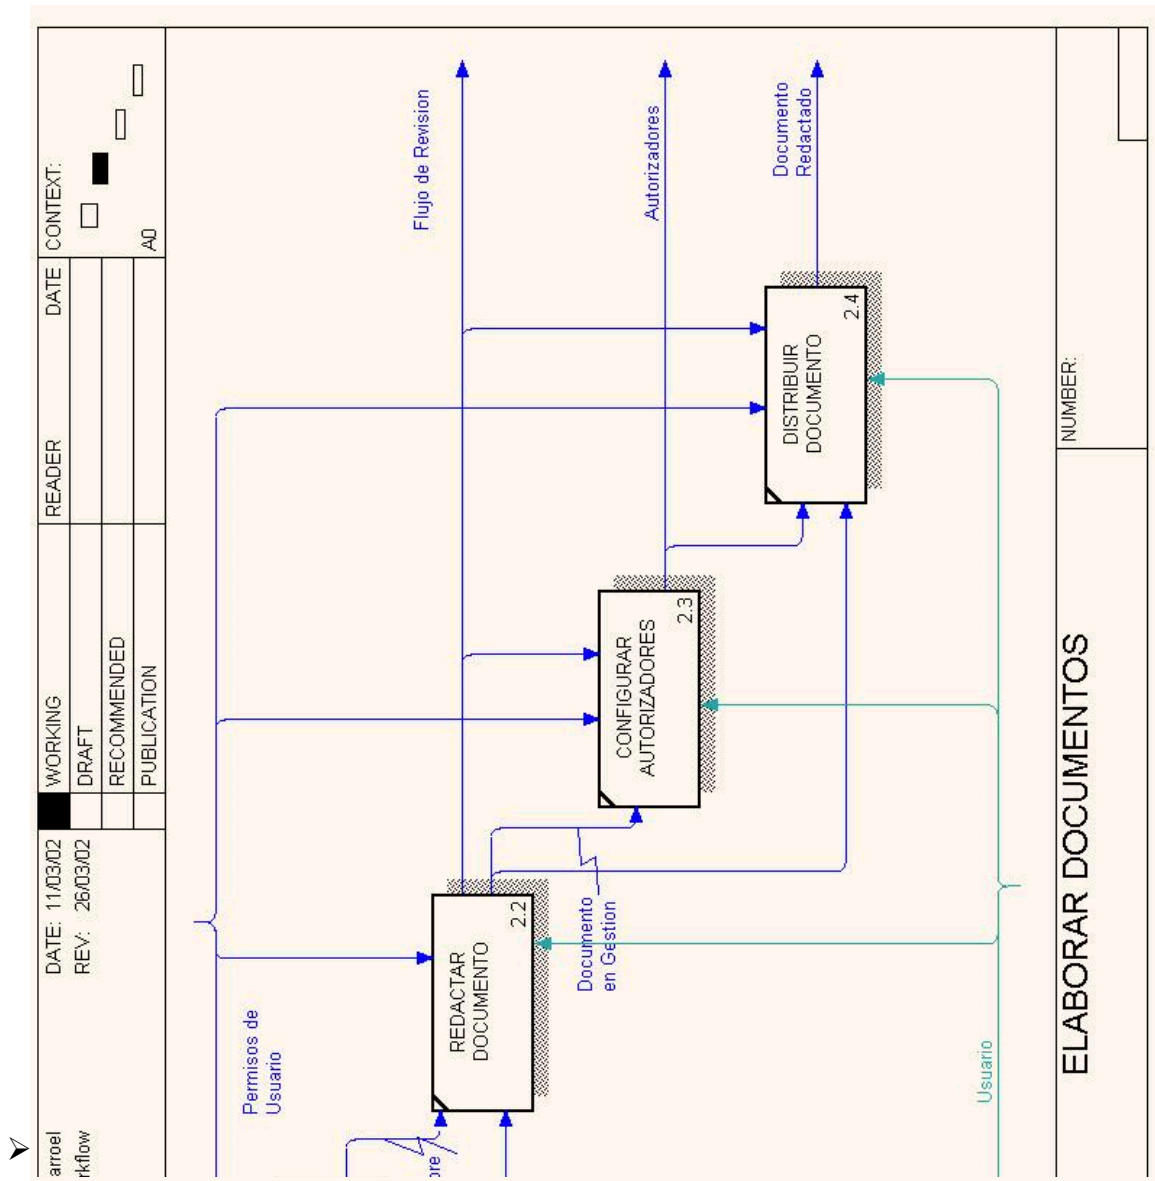 arroel
DATE: 11/03/02
WORKING
READER
DATE
CONTEXT:
rkflow
REV: 26/03/02
DRAFT
RECOMMENDED
PUBLICATION
A0
Permisos de
Usuario
Flujo de Revision
REDACTAR
DOCUMENTO
2.2
Documento
en Gestion
CONFIGURAR
AUTORIZADORES
2.3
Autorizadores
DISTRIBUIR
DOCUMENTO
2.4
Documento
Redactado
Usuario
ELABORAR DOCUMENTOS
NUMBER: